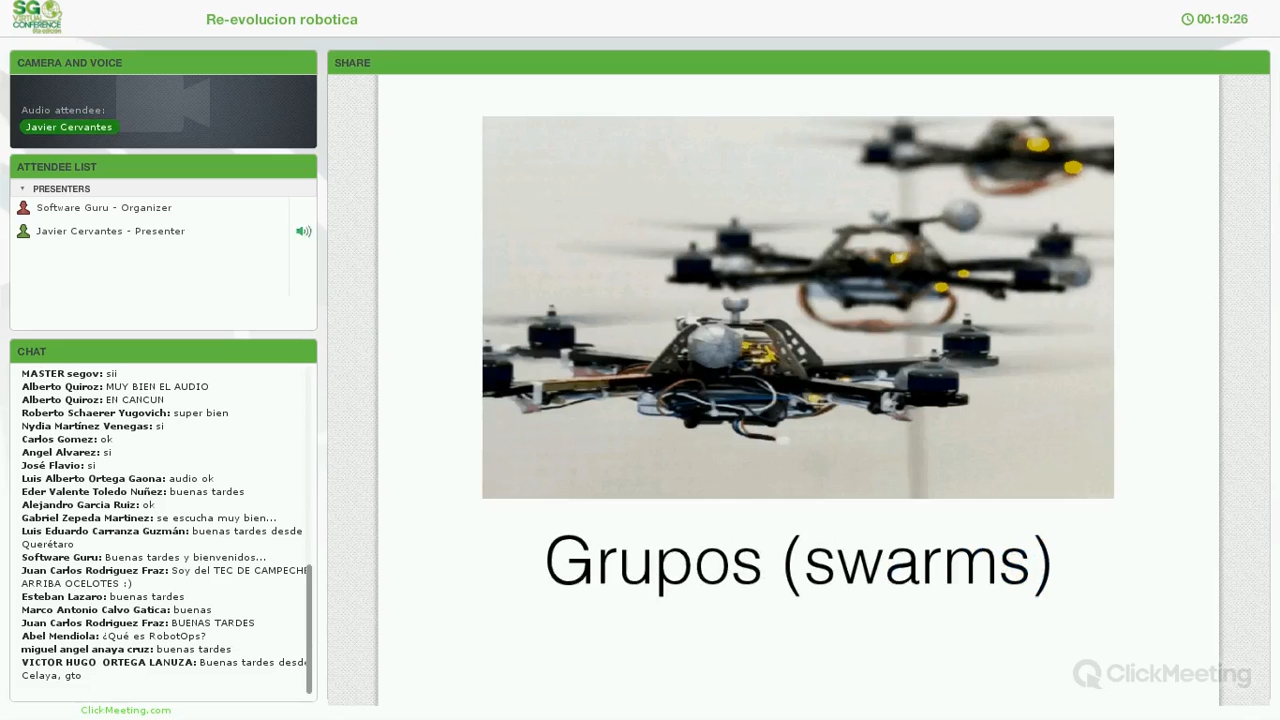 SG
VIRTUAL
CONFERENCE
Re-evolucion robotica
00:19:26
CAMERA AND VOICE
Audio attendee:
Javier Cervantes
ATTENDEE LIST
PRESENTERS
Software Guru - Organizer
Javier Cervantes - Presenter
CHAT
MASTER segov: sii
Alberto Quiroz: MUY BIEN EL AUDIO
Alberto Quiroz: EN CANCUN
Roberto Schaerer Yugovich: super bien
Nydia Martínez Venegas: si
Carlos Gomez: ok
Angel Alvarez: si
José Flavio: si
Luis Alberto Ortega Gaona: audio ok
Eder Valente Toledo Nuñez: buenas tardes
Alejandro Garcia Ruiz: ok
Gabriel Zepeda Martinez: se escucha muy bien...
Luis Eduardo Carranza Guzmán: buenas tardes desde
Querétaro
Software Guru: Buenas tardes y bienvenidos...
Juan Carlos Rodriguez Fraz: Soy del TEC DE CAMPECHE
ARRIBA OCELOTES :)
Esteban Lazaro: buenas tardes
Marco Antonio Calvo Gatica: buenas
Juan Carlos Rodriguez Fraz: BUENAS TARDES
Abel Mendiola: ¿Qué es RobotOps?
miguel angel anaya cruz: buenas tardes
VICTOR HUGO ORTEGA LANUZA: Buenas tardes desde
Celaya, gto
ClickMeeting.com
SHARE
Grupos (swarms)
ClickMeeting